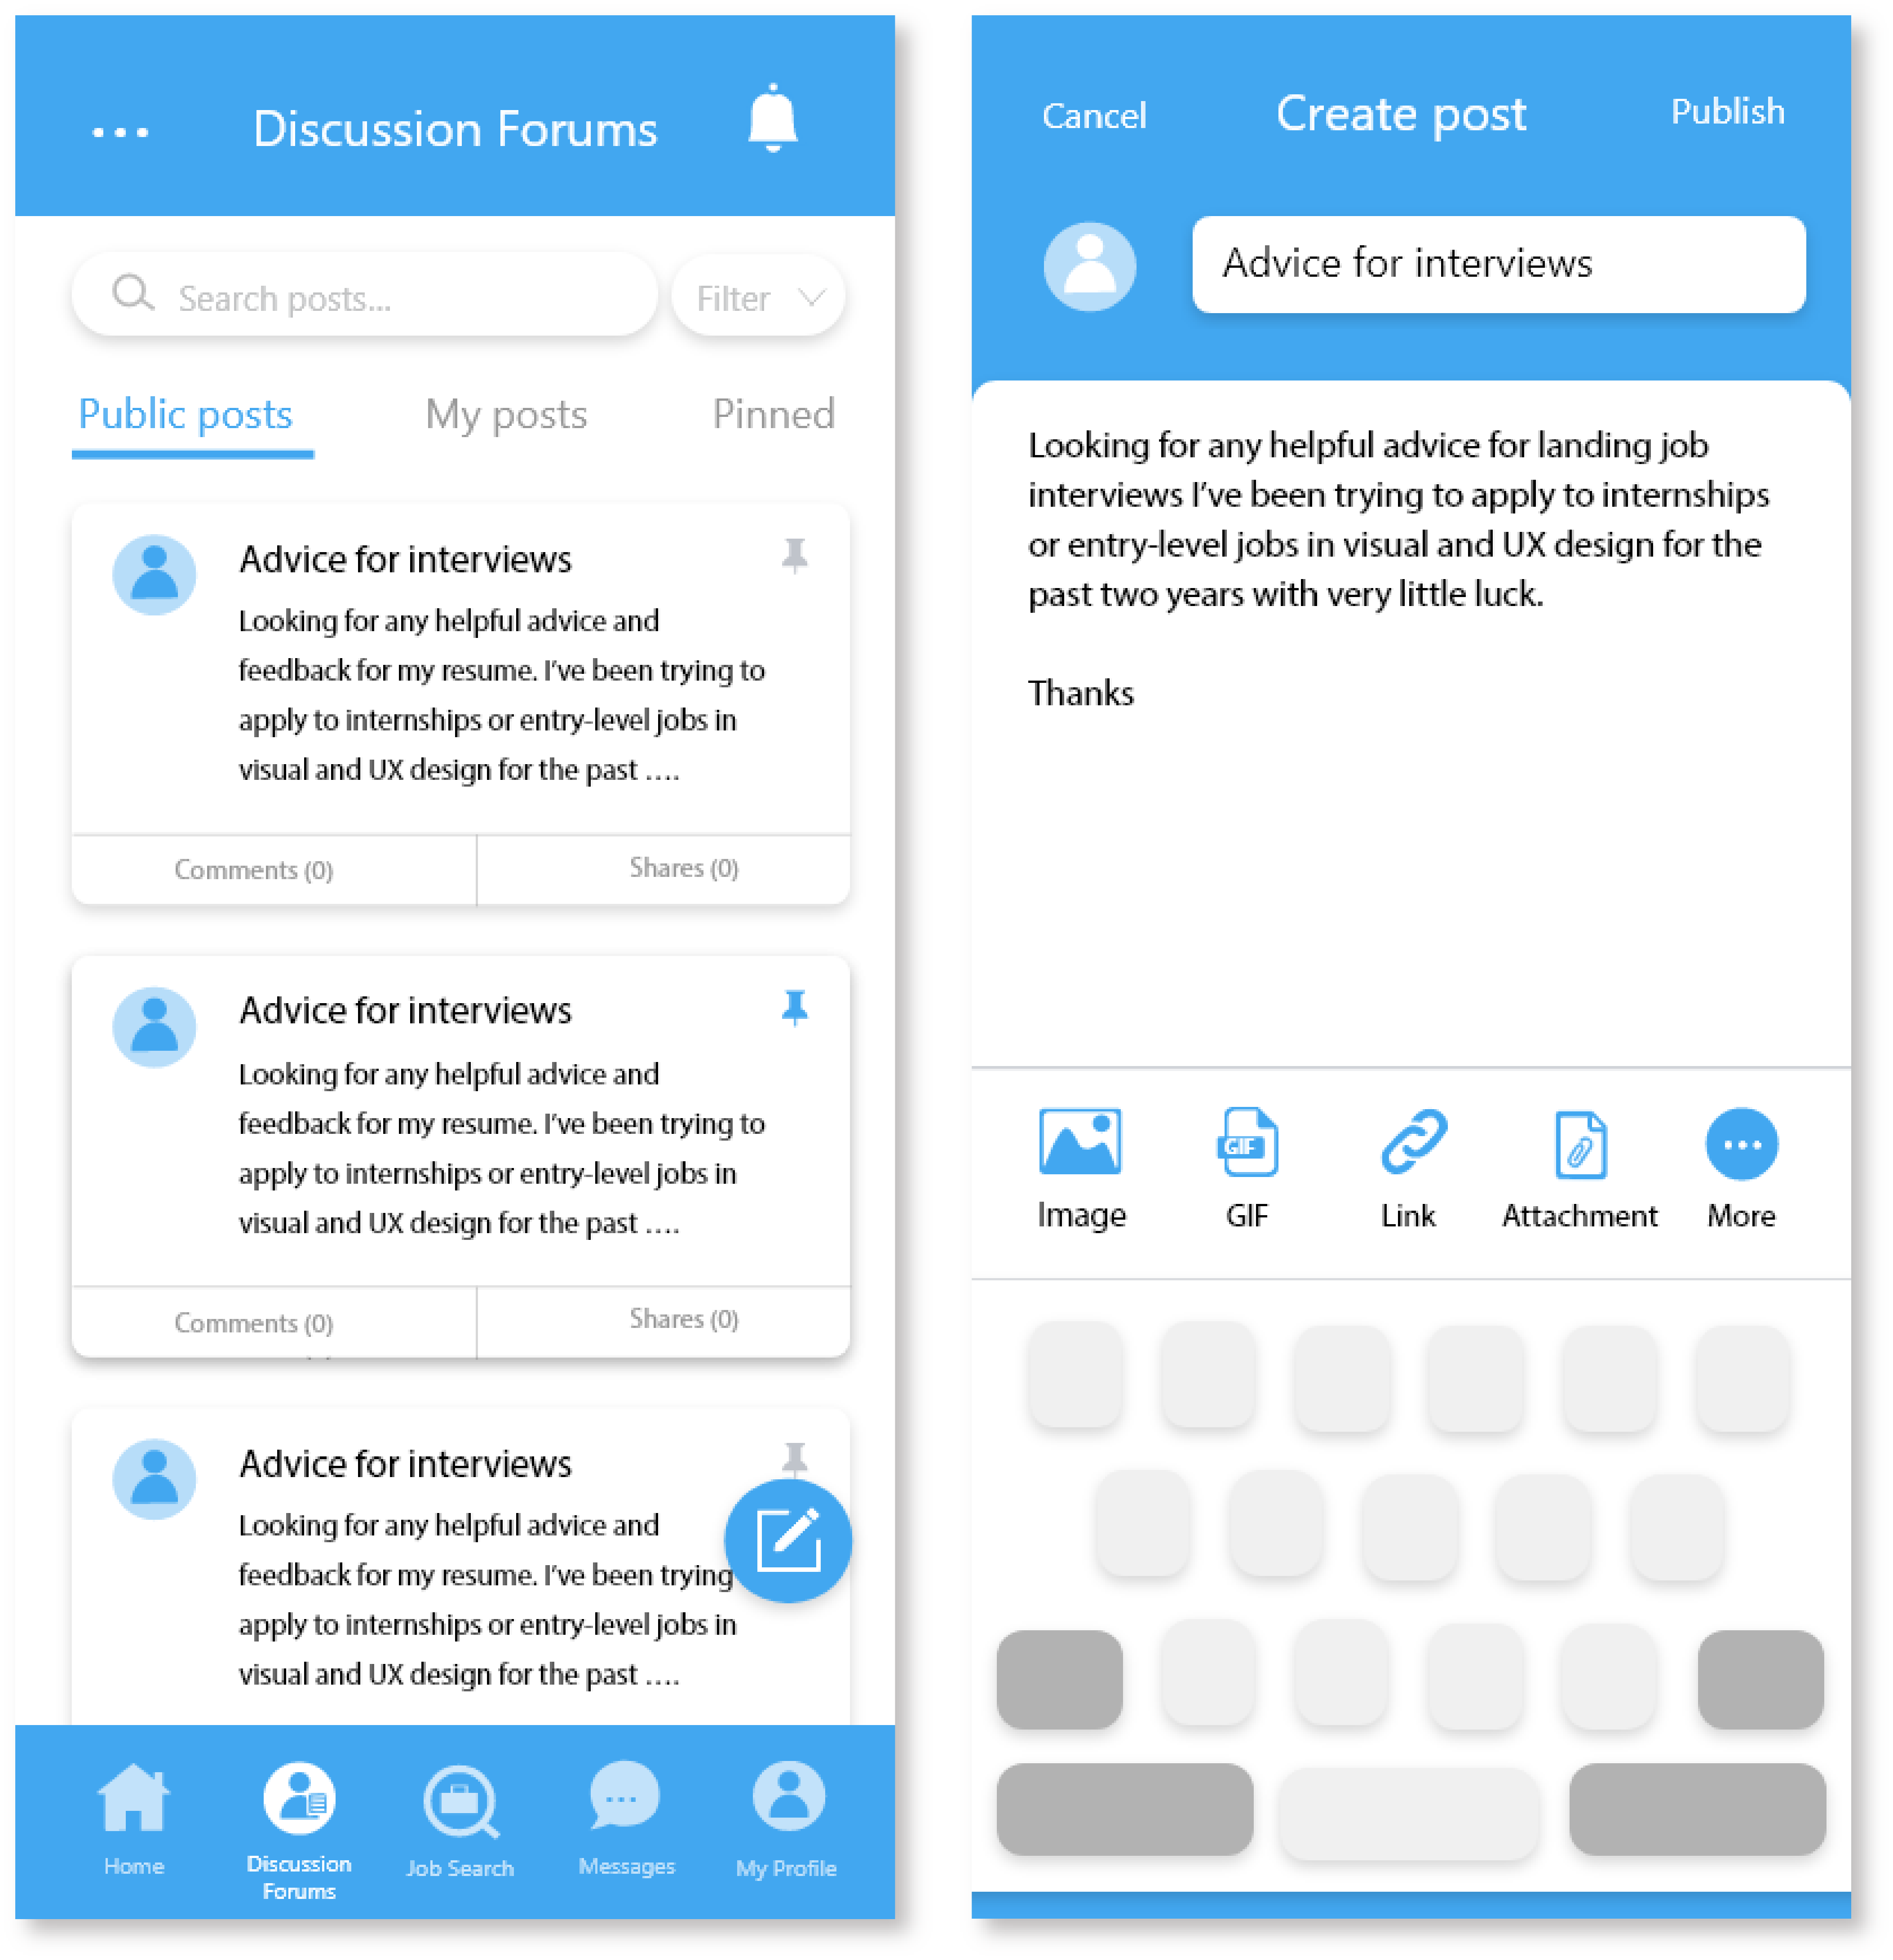 Discussion Forums
Search posts...
Filter
Public posts
My posts
Pinned
Advice for interviews
Looking for any helpful advice and
feedback for my resume. I've been trying to
apply to internships or entry-level jobs in
visual and UX design for the past ....
Comments (0)
Shares (0)
Advice for interviews
Looking for any helpful advice and
feedback for my resume. I've been trying to
apply to internships or entry-level jobs in
visual and UX design for the past ....
Comments (0)
Shares (0)
Advice for interviews
Looking for any helpful advice and
feedback for my resume. I've been trying
apply to internships or entry-level jobs in
visual and UX design for the past ....
Home
Discussion
Forums
Job Search
Messages
My Profile
Cancel
Create post
Publish
Advice for interviews
Looking for any helpful advice for landing job
interviews I've been trying to apply to internships
or entry-level jobs in visual and UX design for the
past two years with very little luck.
Thanks
GIF
Image
GIF
Link
Attachment
More